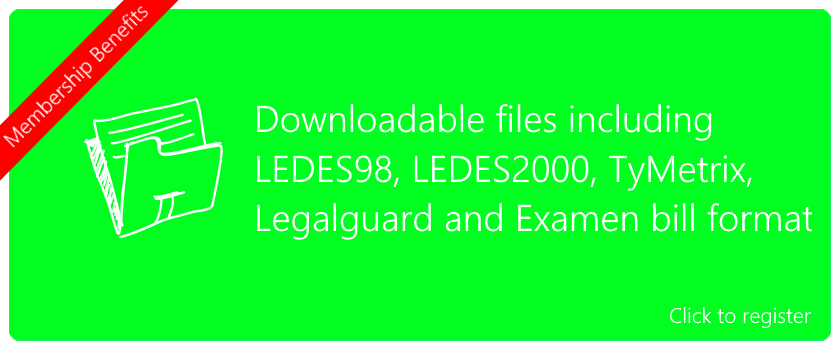 Membership Benefits
Downloadable files including
LEDES98, LEDES2000, TyMetrix,
Legalguard and Examen bill format
Click to register